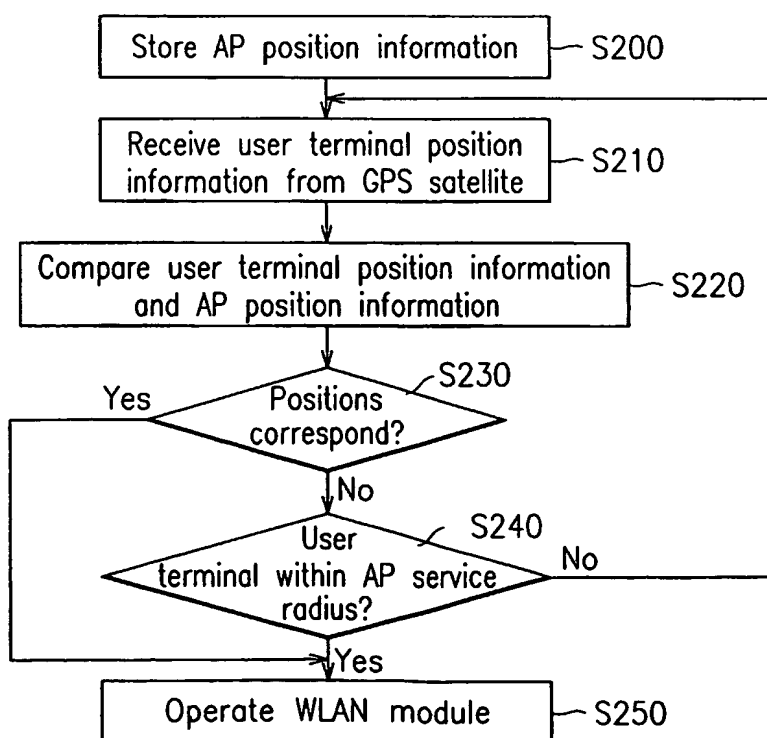 Store AP position information
S200
Receive user terminal position
information from GPS satellite
S210
Compare user terminal position information
and AP position information
S220
S230
Yes
Positions
correspond?
No
S240
User
terminal within AP service
radius?
No
Yes
Operate WLAN module
S250